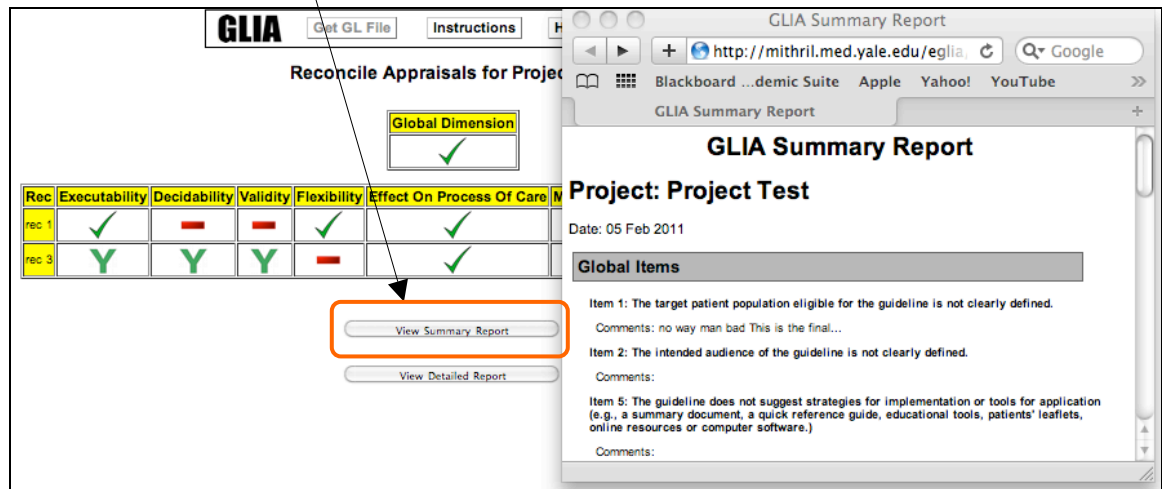 GLIA
Get GL File
Instructions
H
Reconcile Appraisals for Projec
Global Dimension
Rec Executability Decidability Validity Flexibility Effect On Process Of Care M
rec 1
rec 3 Y Y Y
View Summary Report
View Detailed Report
GLIA Summary Report
http://mithril.med.yale.edu/eglia/
Google
Blackboard ...demic Suite Apple Yahoo! YouTube
GLIA Summary Report
GLIA Summary Report
Project: Project Test
Date: 05 Feb 2011
Global Items
Item 1: The target patient population eligible for the guideline is not clearly defined.
Comments: no way man bad This is the final...
Item 2: The intended audience of the guideline is not clearly defined.
Comments:
Item 5: The guideline does not suggest strategies for implementation or tools for application
(e.g., a summary document, a quick reference guide, educational tools, patients' leaflets,
online resources or computer software.)
Comments: